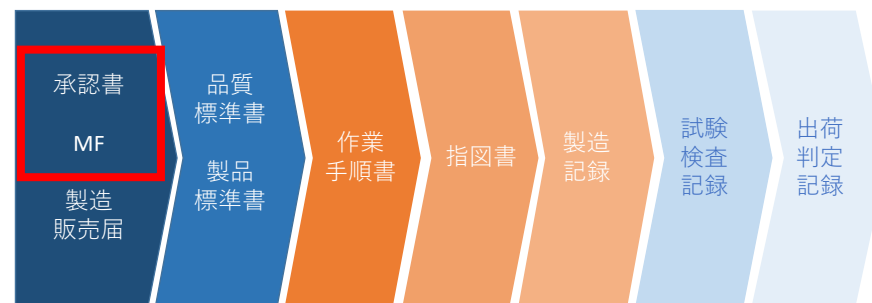 承認書
MF
製造
販売届
品質
標準書
製品
標準書
作業
手順書
指図書
製造
記録
試験
検査
記録
出荷
判定
記録